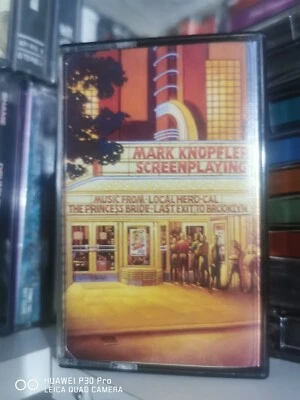 MARK KNOPFLER
SCREENPLAYING
MUSIC FROM-LOCAL HERO-CAL
THE PRINCESS BRIDE-LAST EXIT TO BROOKLYN
HUAWEI P30 Pro
LEICA QUAD CAMERA